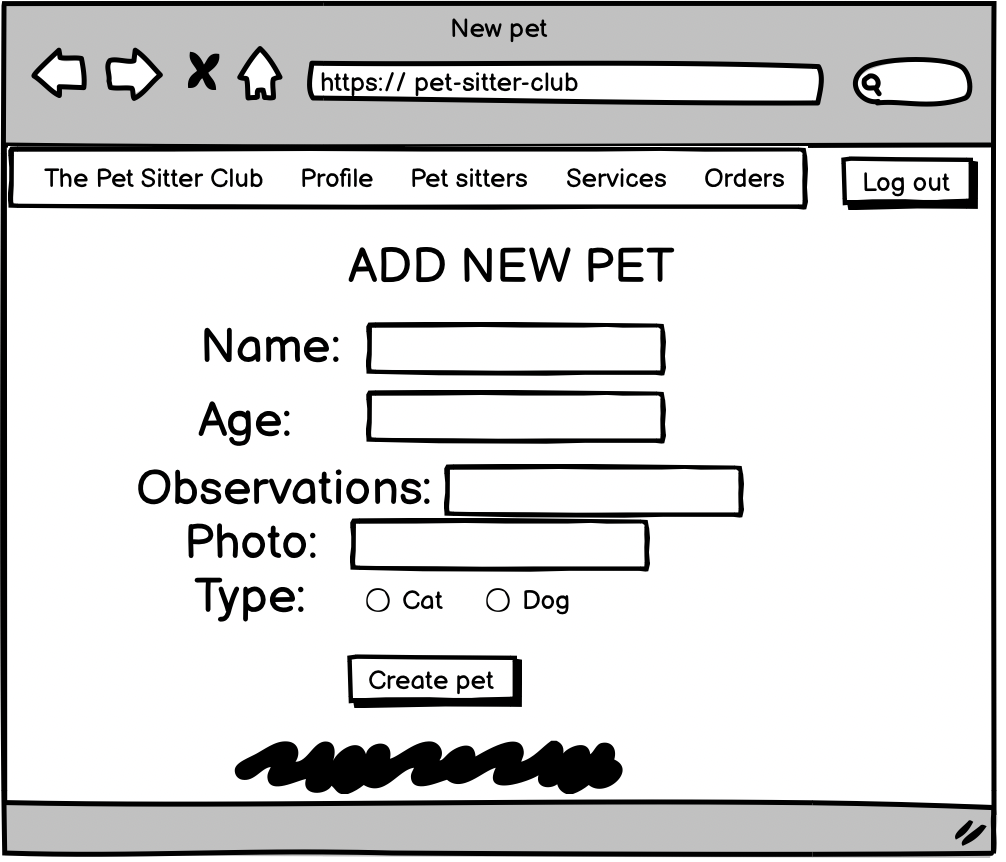 New pet
https:// pet-sitter-club
The Pet Sitter Club Profile Pet sitters Services Orders Log out
ADD NEW PET
Name:
Age:
Observations:
Photo:
Type: Cat Dog
Create pet